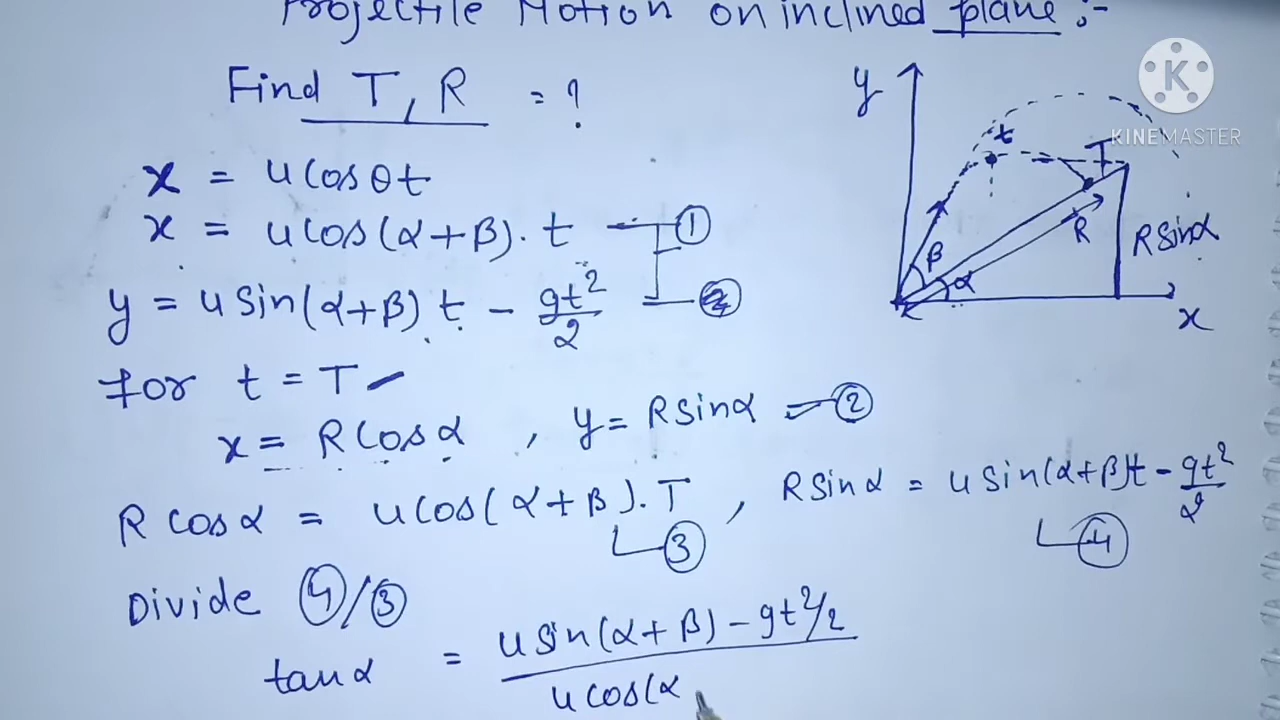 Projectile Motion on inclined plane :-
Find T, R = ?
x = u cos θ t
x = u cos(α+β). t — ①
y = u sin(α+β) t - gt²/2 — ②
for t = T
x = R cos α , y = R sin α — ②
R cos α = u cos(α+β). T , R sin α = u sin(α+β)t - gt²/2
③
④
Divide ④/③
tan α = u sin(α+β) - gt²/2
u cos(α
y
t
T
R
R sin α
β
α
x
K
KINEMASTER